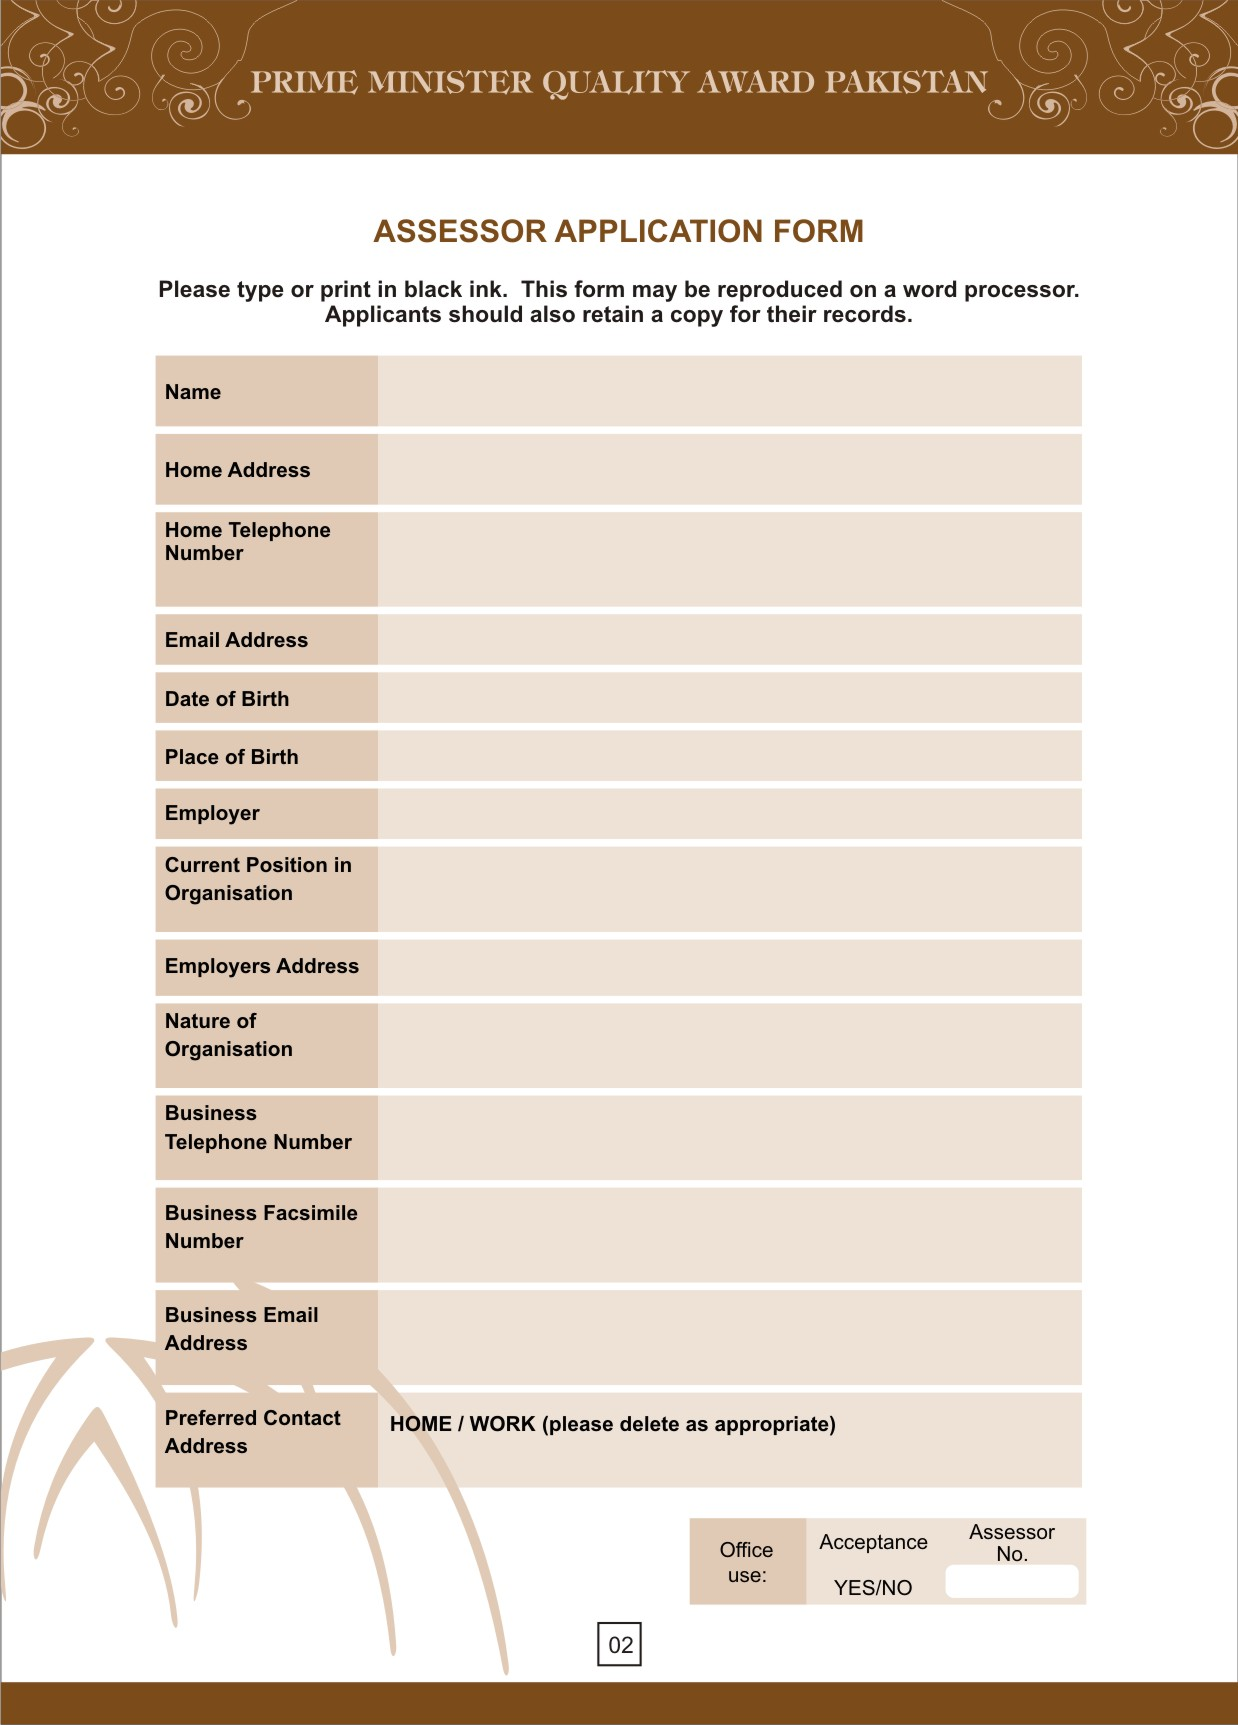 PRIME MINISTER QUALITY AWARD PAKISTAN
ASSESSOR APPLICATION FORM
Please type or print in black ink.  This form may be reproduced on a word processor.
Applicants should also retain a copy for their records.
Name
Home Address
Home Telephone
Number
Email Address
Date of Birth
Place of Birth
Employer
Current Position in
Organisation
Employers Address
Nature of
Organisation
Business
Telephone Number
Business Facsimile
Number
Business Email
Address
Preferred Contact
Address
HOME / WORK (please delete as appropriate)
Office
use:
Acceptance
YES/NO
Assessor
No.
02